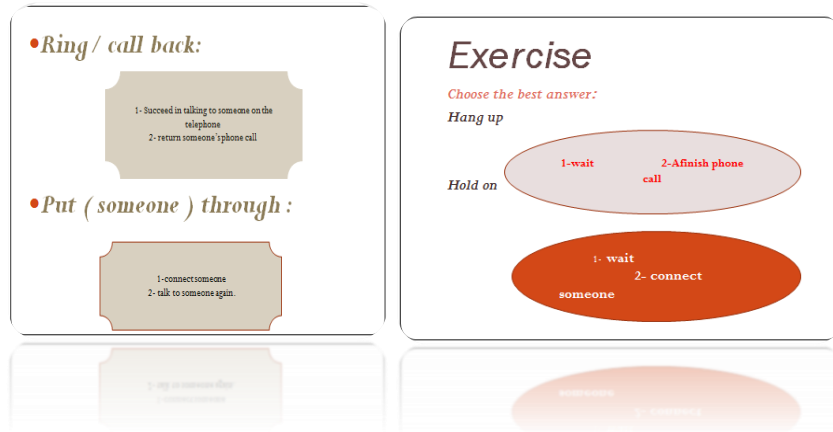 •Ring / call back:
1- Succeed in talking to someone on the
telephone
2- return someone's phone call
•Put ( someone ) through :
1-connect someone
2- talk to someone again.
Exercise
Choose the best answer:
Hang up
1-wait 2-Afinish phone
call
Hold on
1- wait
2- connect
someone